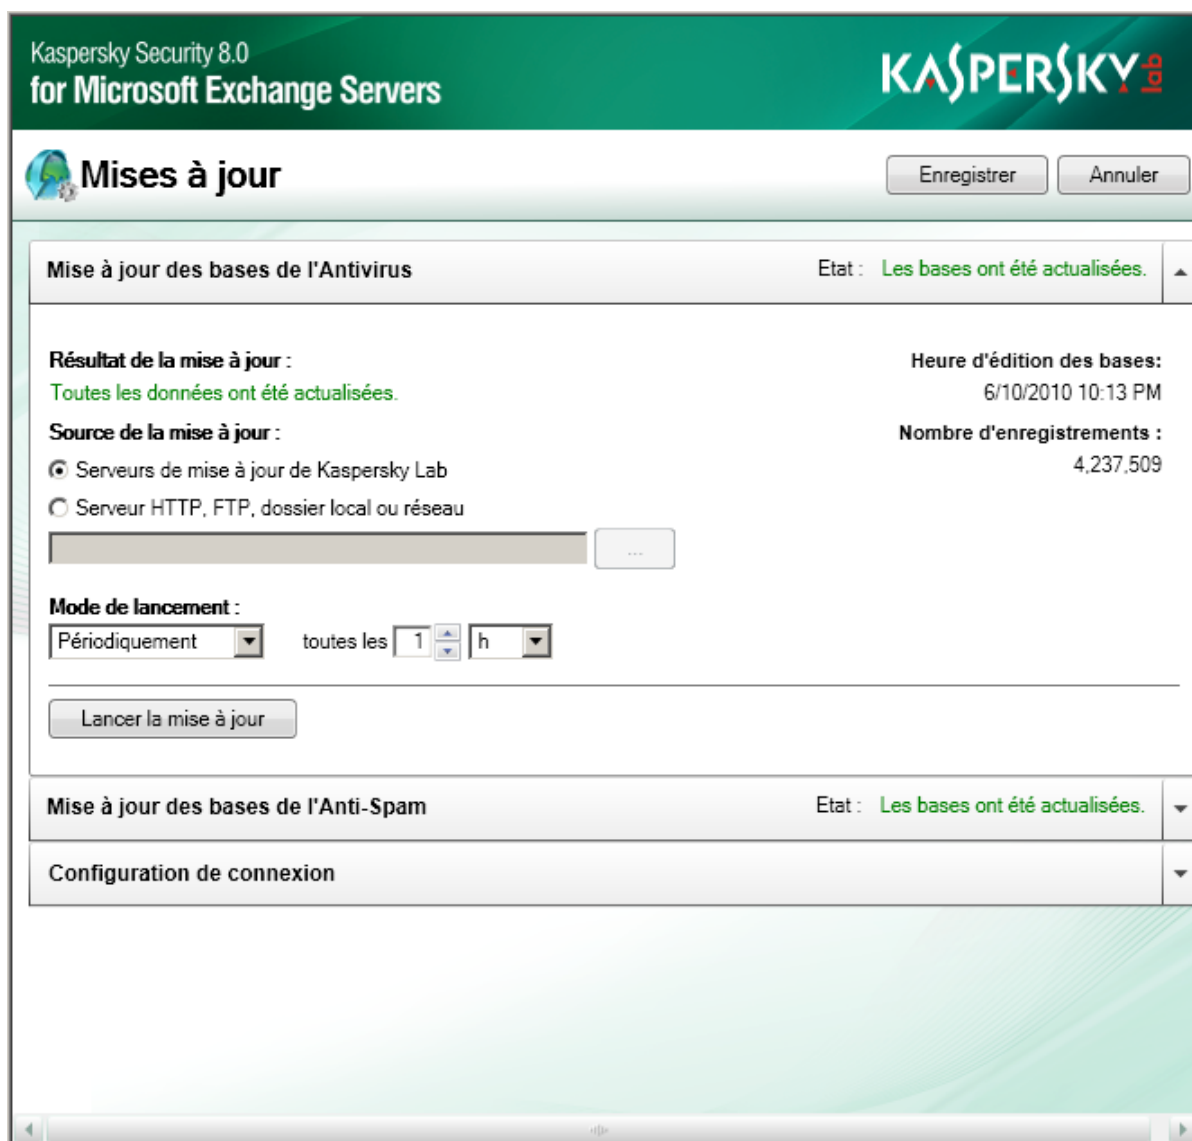 Kaspersky Security 8.0
for Microsoft Exchange Servers
KASPERSKY lab
Mises à jour
Enregistrer
Annuler
Mise à jour des bases de l'Antivirus
Etat : Les bases ont été actualisées.
Résultat de la mise à jour :
Toutes les données ont été actualisées.
Heure d'édition des bases:
6/10/2010 10:13 PM
Source de la mise à jour :
Nombre d'enregistrements :
4,237,509
Serveurs de mise à jour de Kaspersky Lab
Serveur HTTP, FTP, dossier local ou réseau
...
Mode de lancement :
Périodiquement toutes les 1 h
Lancer la mise à jour
Mise à jour des bases de l'Anti-Spam
Etat : Les bases ont été actualisées.
Configuration de connexion